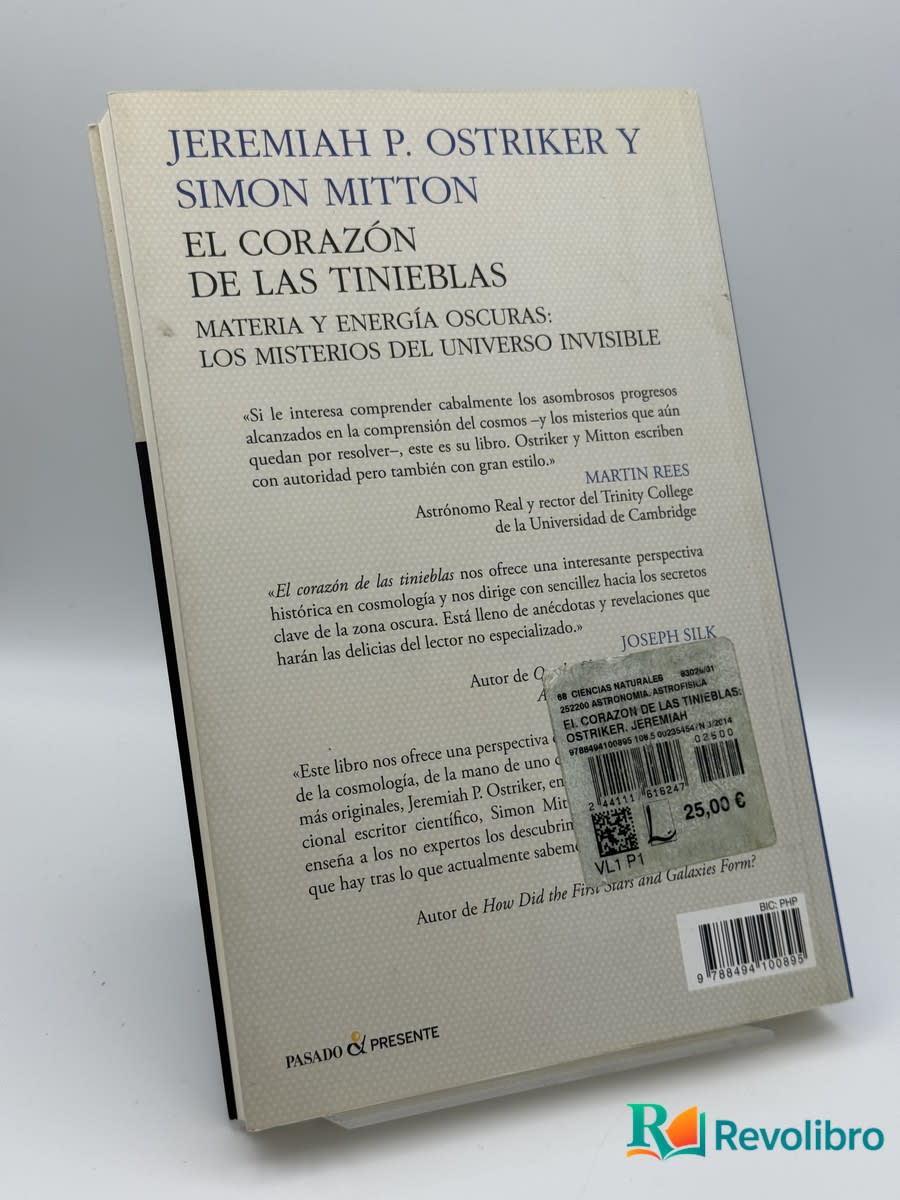 JEREMIAH P. OSTRIKER Y
SIMON MITTON
EL CORAZÓN
DE LAS TINIEBLAS
MATERIA Y ENERGÍA OSCURAS:
LOS MISTERIOS DEL UNIVERSO INVISIBLE
«Si le interesa comprender cabalmente los asombrosos progresos
alcanzados en la comprensión del cosmos –y los misterios que aún
quedan por resolver–, este es su libro. Ostriker y Mitton escriben
con autoridad pero también con gran estilo.»
MARTIN REES
Astrónomo Real y rector del Trinity College
de la Universidad de Cambridge
«El corazón de las tinieblas nos ofrece una interesante perspectiva
histórica en cosmología y nos dirige con sencillez hacia los secretos
clave de la zona oscura. Está lleno de anécdotas y revelaciones que
harán las delicias del lector no especializado.»
JOSEPH SILK
Autor de
68 CIENCIAS NATURALES
252200 ASTRONOMIA. ASTROFISICA
EL CORAZON DE LAS TINIEBLAS:
OSTRIKER, JEREMIAH
02500
2 44111 616247
25,00 €
VL1 P1
«Este libro nos ofrece una perspectiva
de la cosmología, de la mano de uno
más originales, Jeremiah P. Ostriker,
cional escritor científico, Simon
enseña a los no expertos los
que hay tras lo que actualmente
Autor de How Did the First Stars and Galaxies Form?
BIC: PHP
9 788494 100895
PASADO & PRESENTE
Revolibro